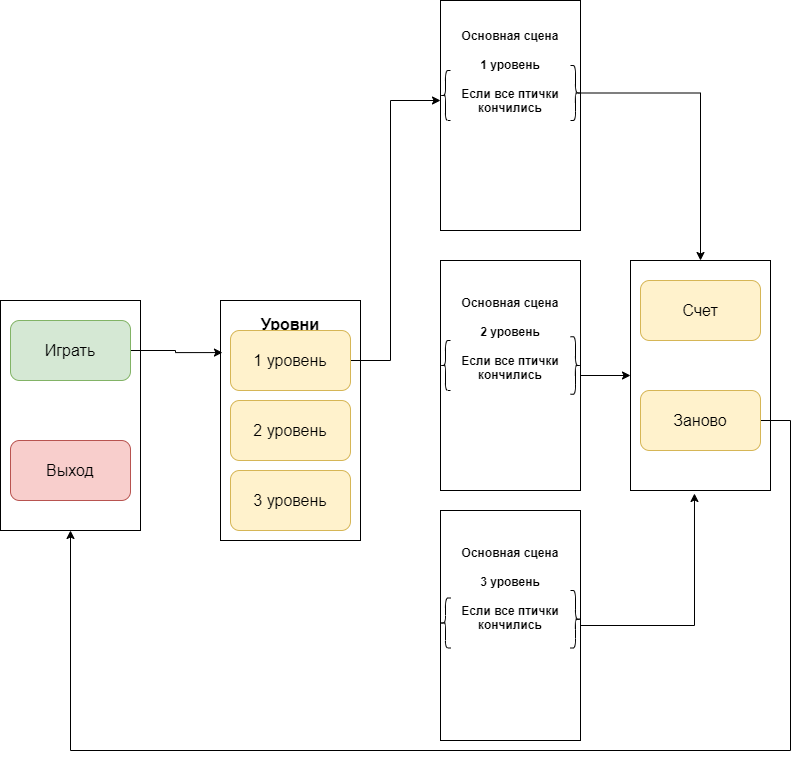 Играть
Выход
Уровни
1 уровень
2 уровень
3 уровень
Основная сцена
1 уровень
Если все птички
кончились
Основная сцена
2 уровень
Если все птички
кончились
Основная сцена
3 уровень
Если все птички
кончились
Счет
Заново